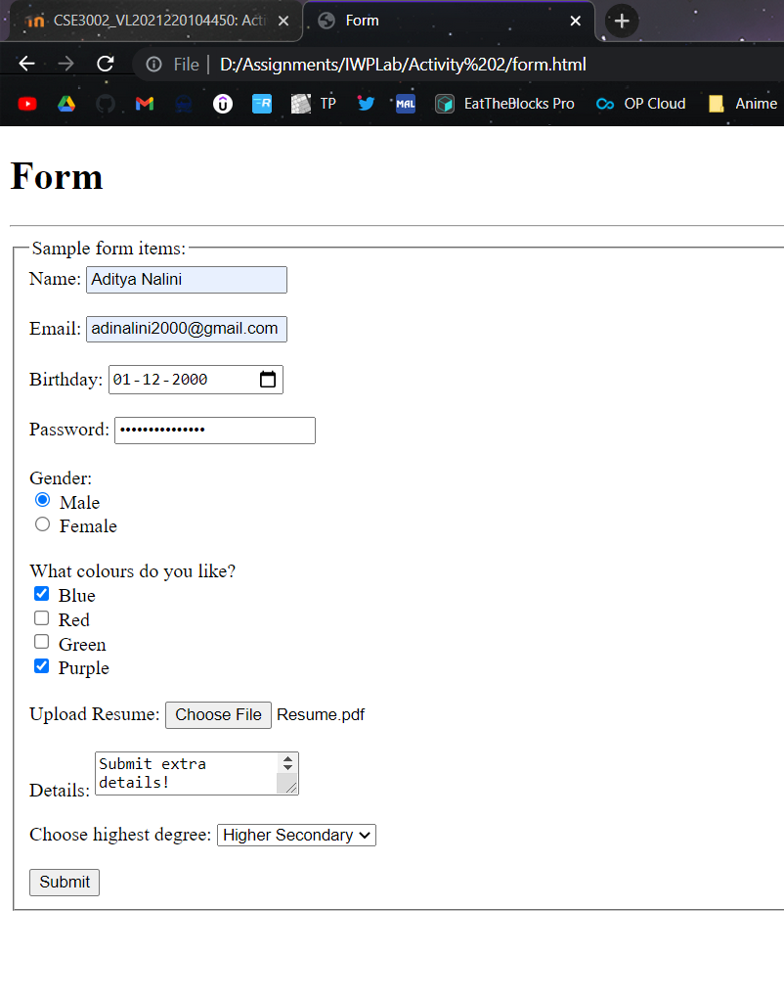 CSE3002_VL2021220104450: Acti
Form
File | D:/Assignments/IWPLab/Activity%202/form.html
TP MAL EatTheBlocks Pro OP Cloud Anime
Form
Sample form items:
Name: Aditya Nalini
Email: adinalini2000@gmail.com
Birthday: 01-12-2000
Password: •••••••••••••••
Gender:
Male
Female
What colours do you like?
Blue
Red
Green
Purple
Upload Resume: Choose File Resume.pdf
Submit extra
Details: details!
Choose highest degree: Higher Secondary
Submit